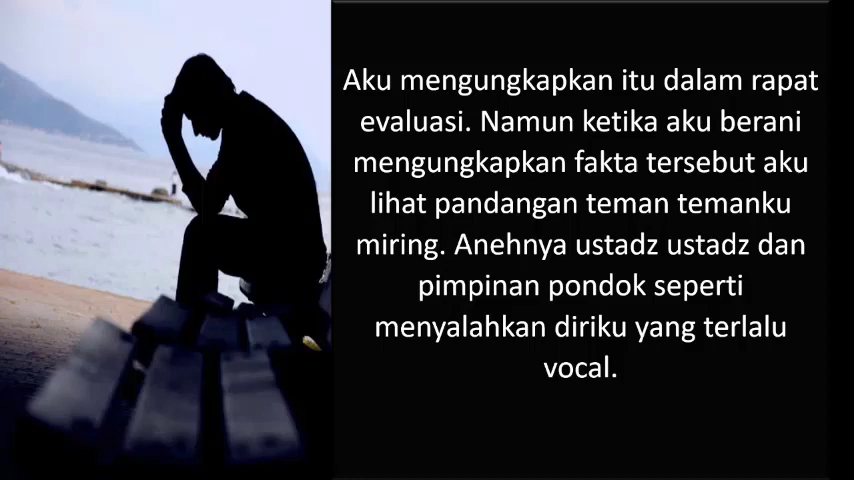 Aku mengungkapkan itu dalam rapat
evaluasi. Namun ketika aku berani
mengungkapkan fakta tersebut aku
lihat pandangan teman temanku
miring. Anehnya ustadz ustadz dan
pimpinan pondok seperti
menyalahkan diriku yang terlalu
vocal.